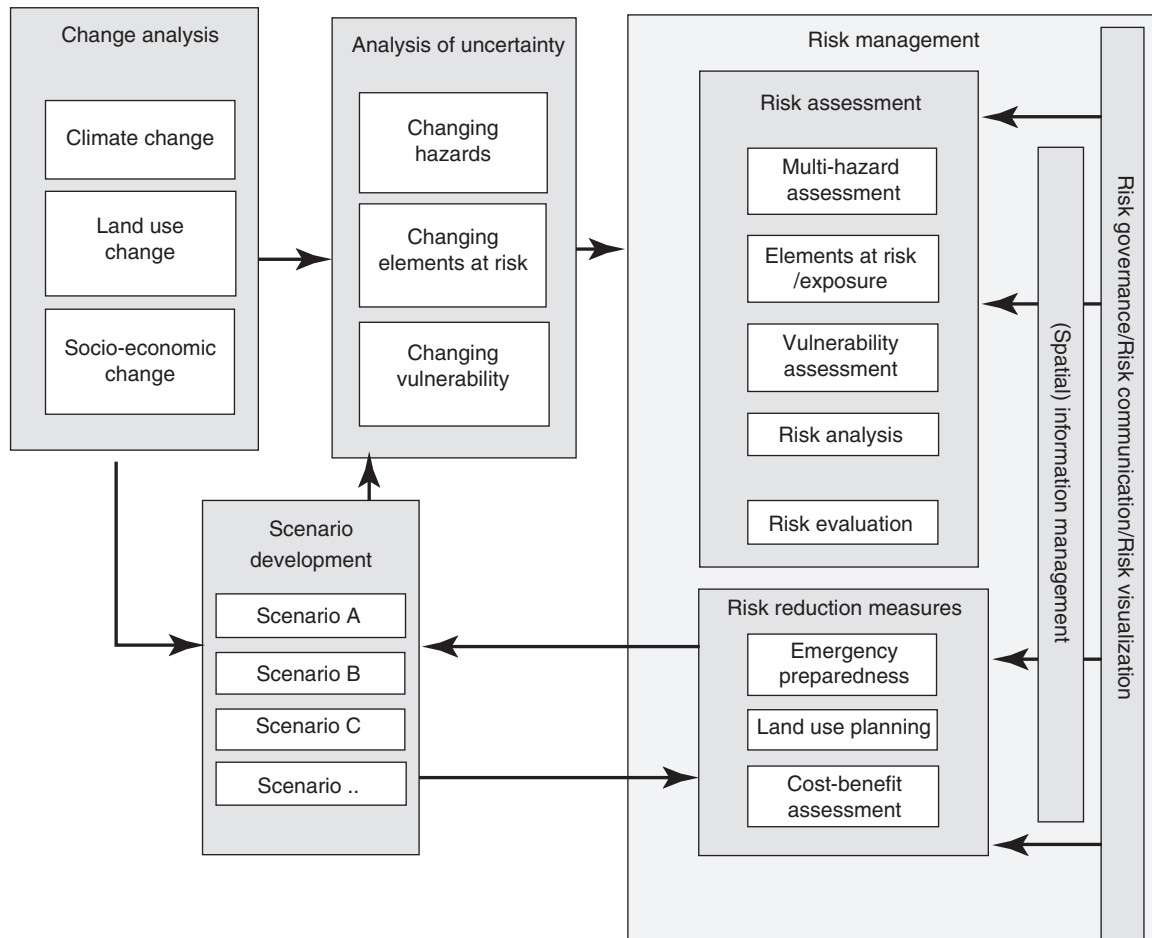 Change analysis
Climate change
Land use
change
Socio-economic
change
Analysis of uncertainty
Changing
hazards
Changing
elements at risk
Changing
vulnerability
Scenario
development
Scenario A
Scenario B
Scenario C
Scenario ..
Risk management
Risk assessment
Multi-hazard
assessment
Elements at risk
/exposure
Vulnerability
assessment
Risk analysis
Risk evaluation
Risk reduction measures
Emergency
preparedness
Land use planning
Cost-benefit
assessment
(Spatial) information management
Risk governance/Risk communication/Risk visualization